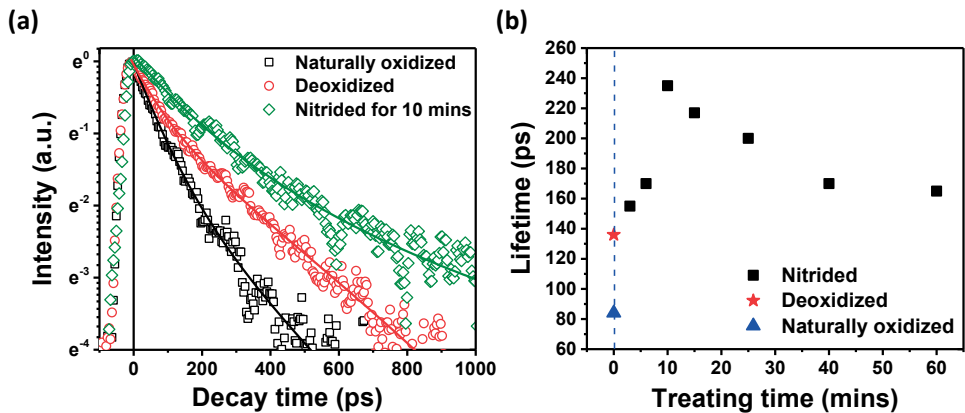 (a)
Intensity (a.u.)
e⁰
e⁻¹
e⁻²
e⁻³
e⁻⁴
Naturally oxidized
Deoxidized
Nitrided for 10 mins
0 200 400 600 800 1000
Decay time (ps)
(b)
Lifetime (ps)
260
240
220
200
180
160
140
120
100
80
60
Nitrided
Deoxidized
Naturally oxidized
0 10 20 30 40 50 60
Treating time (mins)